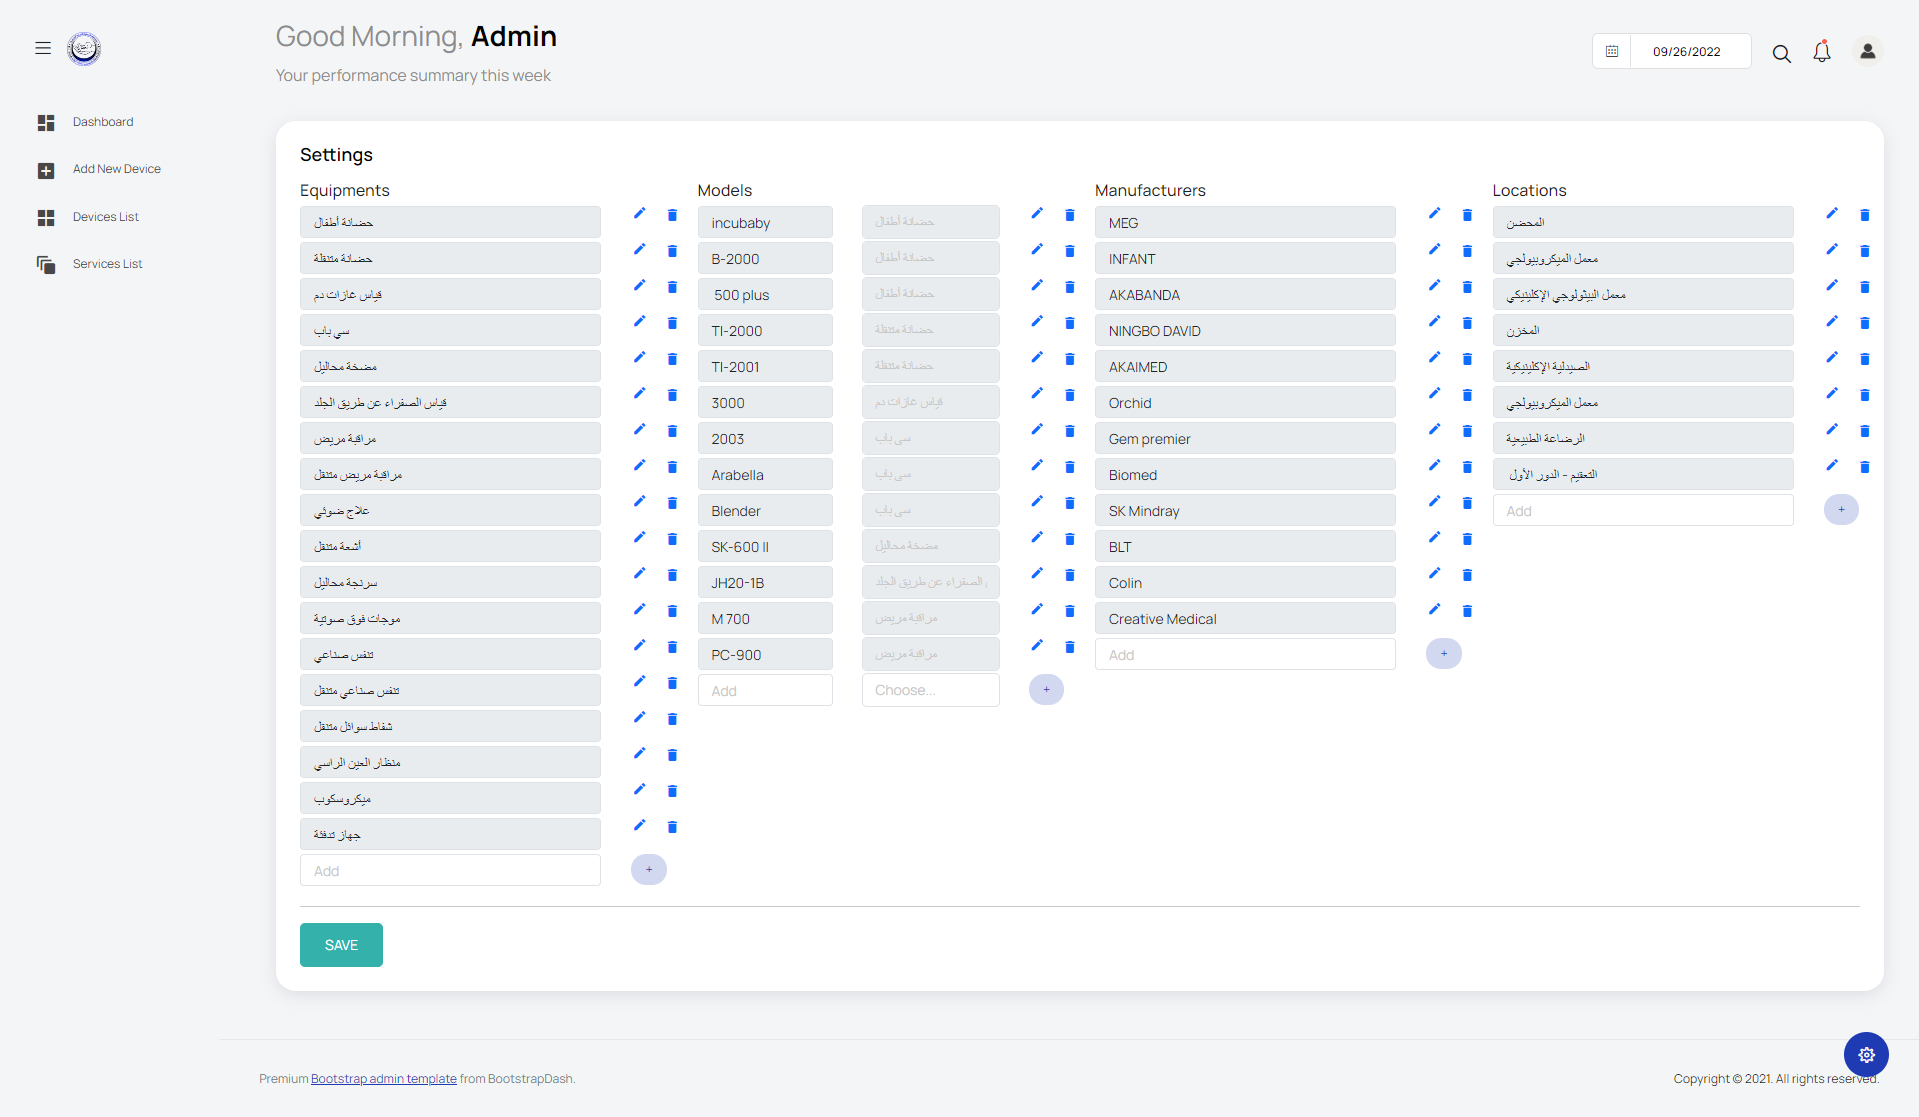 Good Morning, Admin
Your performance summary this week
09/26/2022
Dashboard
Add New Device
Devices List
Services List
Settings
Equipments
حضانة أطفال
حضانة متنقلة
قياس غازات دم
سي باب
مضخة محاليل
قياس الصفراء عن طريق الجلد
مراقبة مريض
مراقبة مريض متنقل
علاج ضوئي
أشعة متنقل
سرنجة محاليل
موجات فوق صوتية
تنفس صناعي
تنفس صناعي متنقل
شفاط سوائل متنقل
منظار العين الراسي
ميكروسكوب
جهاز تدفئة
Add
+
Models
incubaby حضانة أطفال
B-2000 حضانة أطفال
500 plus حضانة أطفال
TI-2000 حضانة متنقلة
TI-2001 حضانة متنقلة
3000 قياس غازات دم
2003 سي باب
Arabella سي باب
Blender سي باب
SK-600 II مضخة محاليل
JH20-1B الصفراء عن طريق الجلد
M 700 مراقبة مريض
PC-900 مراقبة مريض
Add Choose...
+
Manufacturers
MEG
INFANT
AKABANDA
NINGBO DAVID
AKAIMED
Orchid
Gem premier
Biomed
SK Mindray
BLT
Colin
Creative Medical
Add
+
Locations
المحضن
معمل الميكروبيولجي
معمل البيثولوجي الإكلينيكي
المخزن
الصيدلية الإكلينيكية
معمل الميكروبيولجي
الرضاعة الطبيعية
التعقيم - الدور الأول
Add
+
SAVE
Premium Bootstrap admin template from BootstrapDash.
Copyright © 2021. All rights reserved.